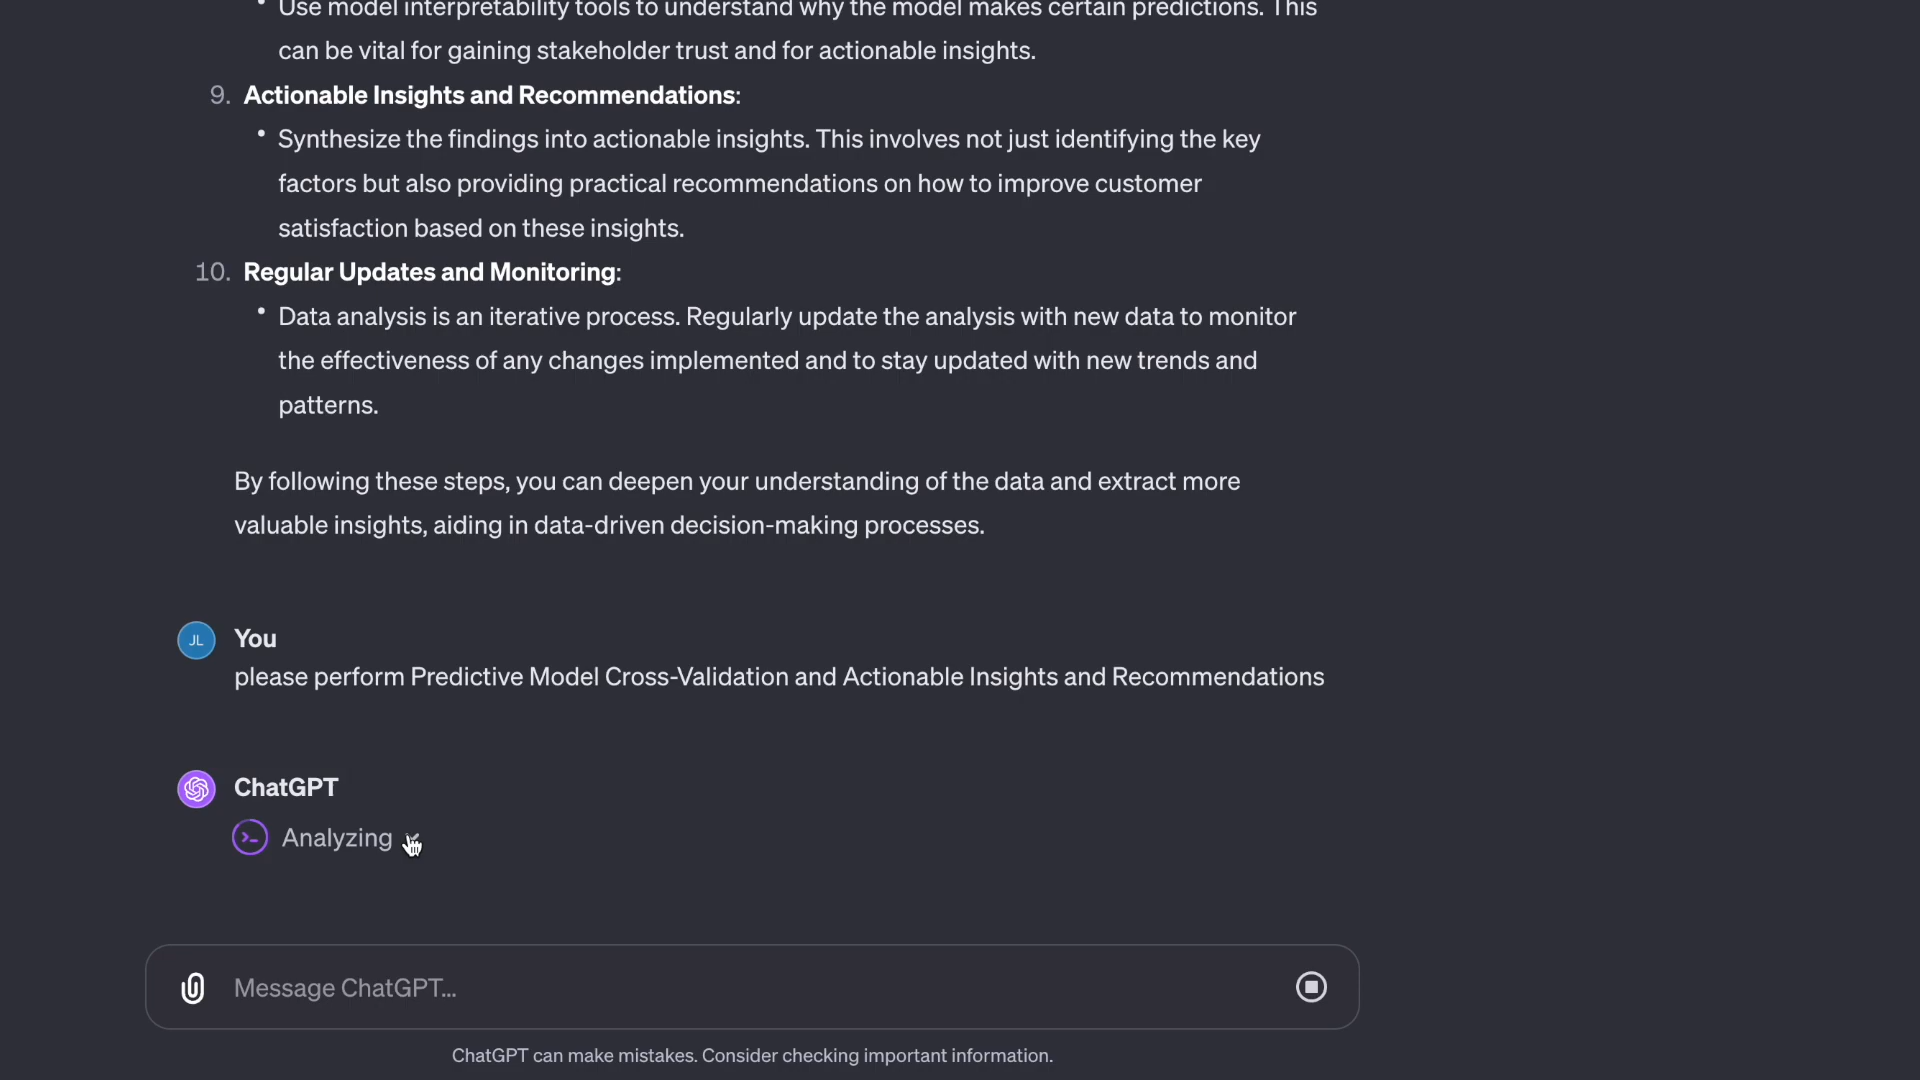 • Use model interpretability tools to understand why the model makes certain predictions. This
can be vital for gaining stakeholder trust and for actionable insights.
9. Actionable Insights and Recommendations:
• Synthesize the findings into actionable insights. This involves not just identifying the key
factors but also providing practical recommendations on how to improve customer
satisfaction based on these insights.
10. Regular Updates and Monitoring:
• Data analysis is an iterative process. Regularly update the analysis with new data to monitor
the effectiveness of any changes implemented and to stay updated with new trends and
patterns.
By following these steps, you can deepen your understanding of the data and extract more
valuable insights, aiding in data-driven decision-making processes.
JL You
please perform Predictive Model Cross-Validation and Actionable Insights and Recommendations
ChatGPT
Analyzing
Message ChatGPT...
ChatGPT can make mistakes. Consider checking important information.